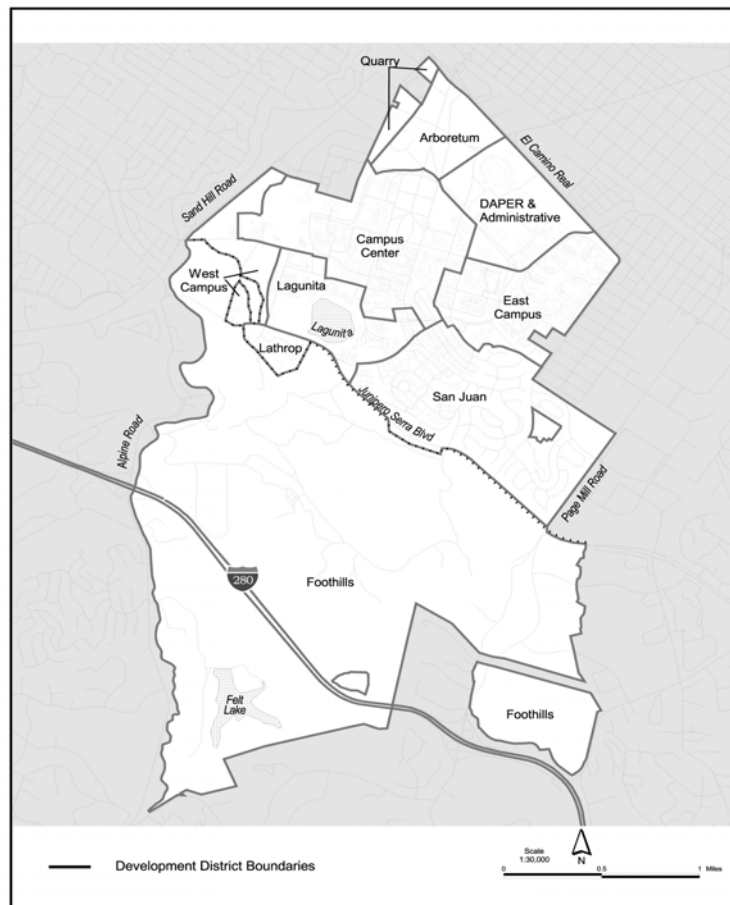 Quarry
Arboretum
El Camino Real
Sand Hill Road
DAPER &
Administrative
Campus
Center
West
Campus
Lagunita
East
Campus
Lagunita
Lathrop
San Juan
Junipero Serra Blvd
Alpine Road
Page Mill Road
280
Foothills
Felt
Lake
Foothills
Development District Boundaries
Scale
1:30,000
N
0 0.5 1 Miles